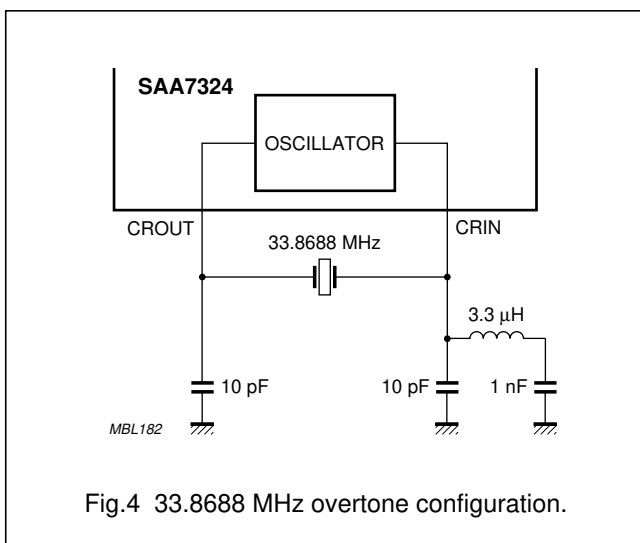 SAA7324
OSCILLATOR
CROUT
CRIN
33.8688 MHz
3.3 μH
10 pF
10 pF
1 nF
MBL182
Fig.4 33.8688 MHz overtone configuration.